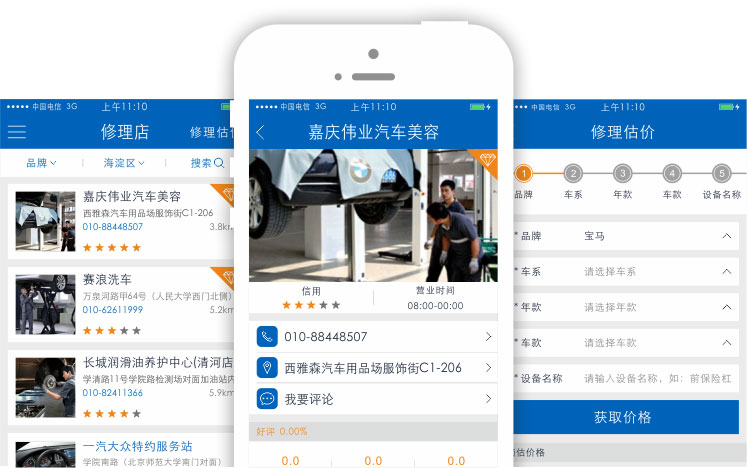 中国电信 3G
上午11:10
修理店
修理估
品牌
海淀区
搜索
嘉庆伟业汽车美容
西雅森汽车用品场服饰街C1-206
010-88448507
3.8km
赛浪洗车
万泉河路甲64号（人民大学西门北侧）
010-62611999
5.2km
长城润滑油养护中心(清河店
学清路11号学院路检测场对面加油站内
010-82411366
5.9km
一汽大众特约服务站
学院南路（北京师范大学南门对面）
中国电信 3G
上午11:10
嘉庆伟业汽车美容
信用
营业时间
08:00-00:00
010-88448507
西雅森汽车用品场服饰街C1-206
我要评论
好评 0.00%
0.0 0.0 0.0
中国电信 3G
上午11:10
修理估价
1 2 3 4 5
品牌 车系 年款 车款 设备名称
* 品牌 宝马
* 车系 请选择车系
* 年款 请选择年款
* 车款 请选择车款
* 设备名称 请输入设备名称，如：前保险杠
获取价格
估价格